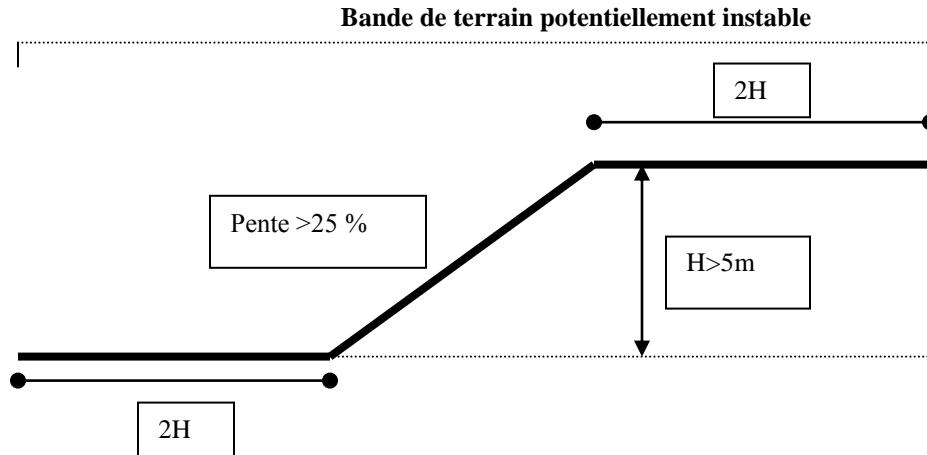 Bande de terrain potentiellement instable
2H
Pente >25 %
H>5m
2H